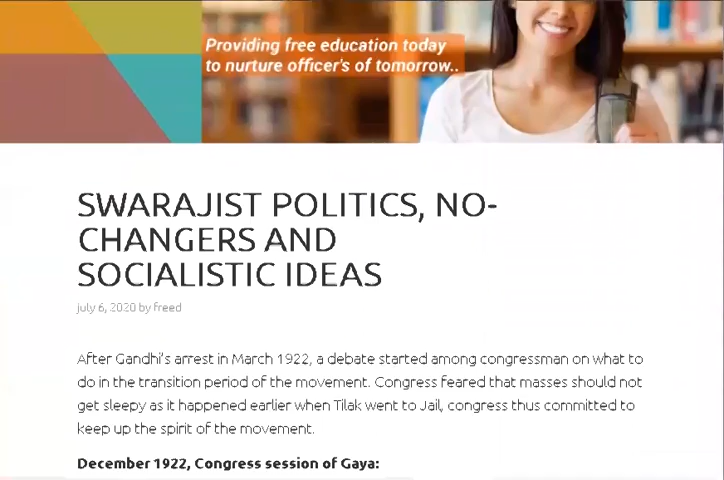 Providing free education today
to nurture officer's of tomorrow..
SWARAJIST POLITICS, NO-
CHANGERS AND
SOCIALISTIC IDEAS
july 6, 2020 by freed
After Gandhi's arrest in March 1922, a debate started among congressman on what to
do in the transition period of the movement. Congress feared that masses should not
get sleepy as it happened earlier when Tilak went to Jail, congress thus committed to
keep up the spirit of the movement.
December 1922, Congress session of Gaya: